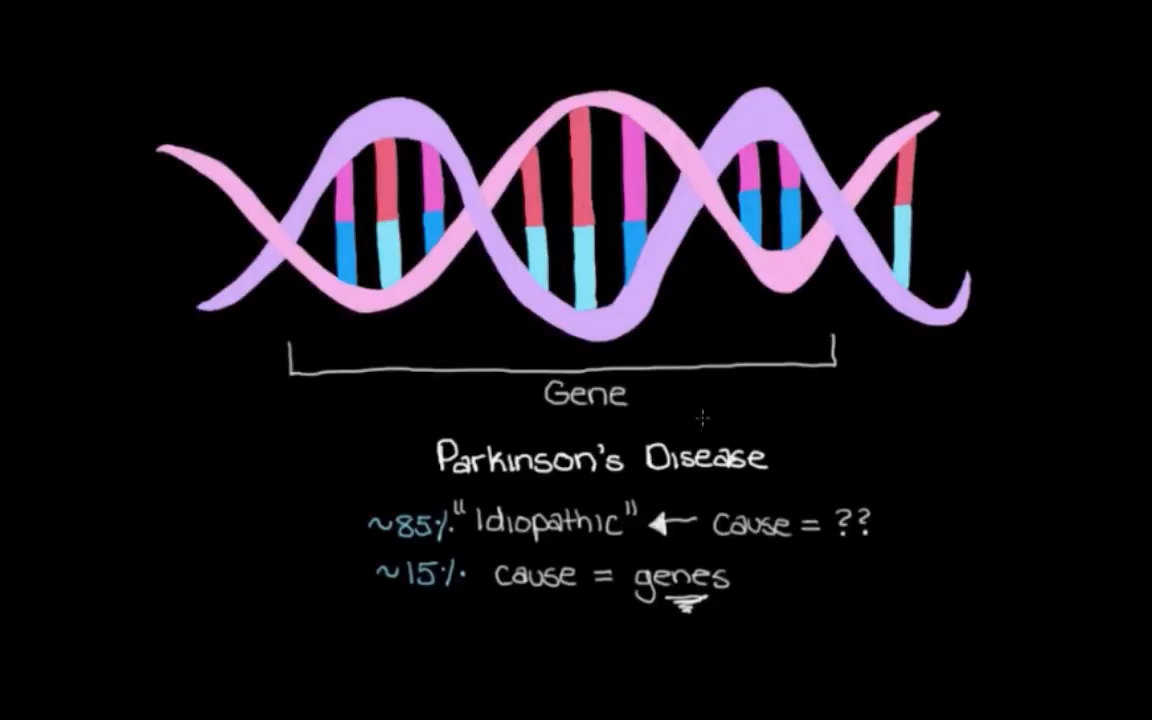 Gene
Parkinson's Disease
~85% "Idiopathic" ← cause = ??
~15% cause = genes